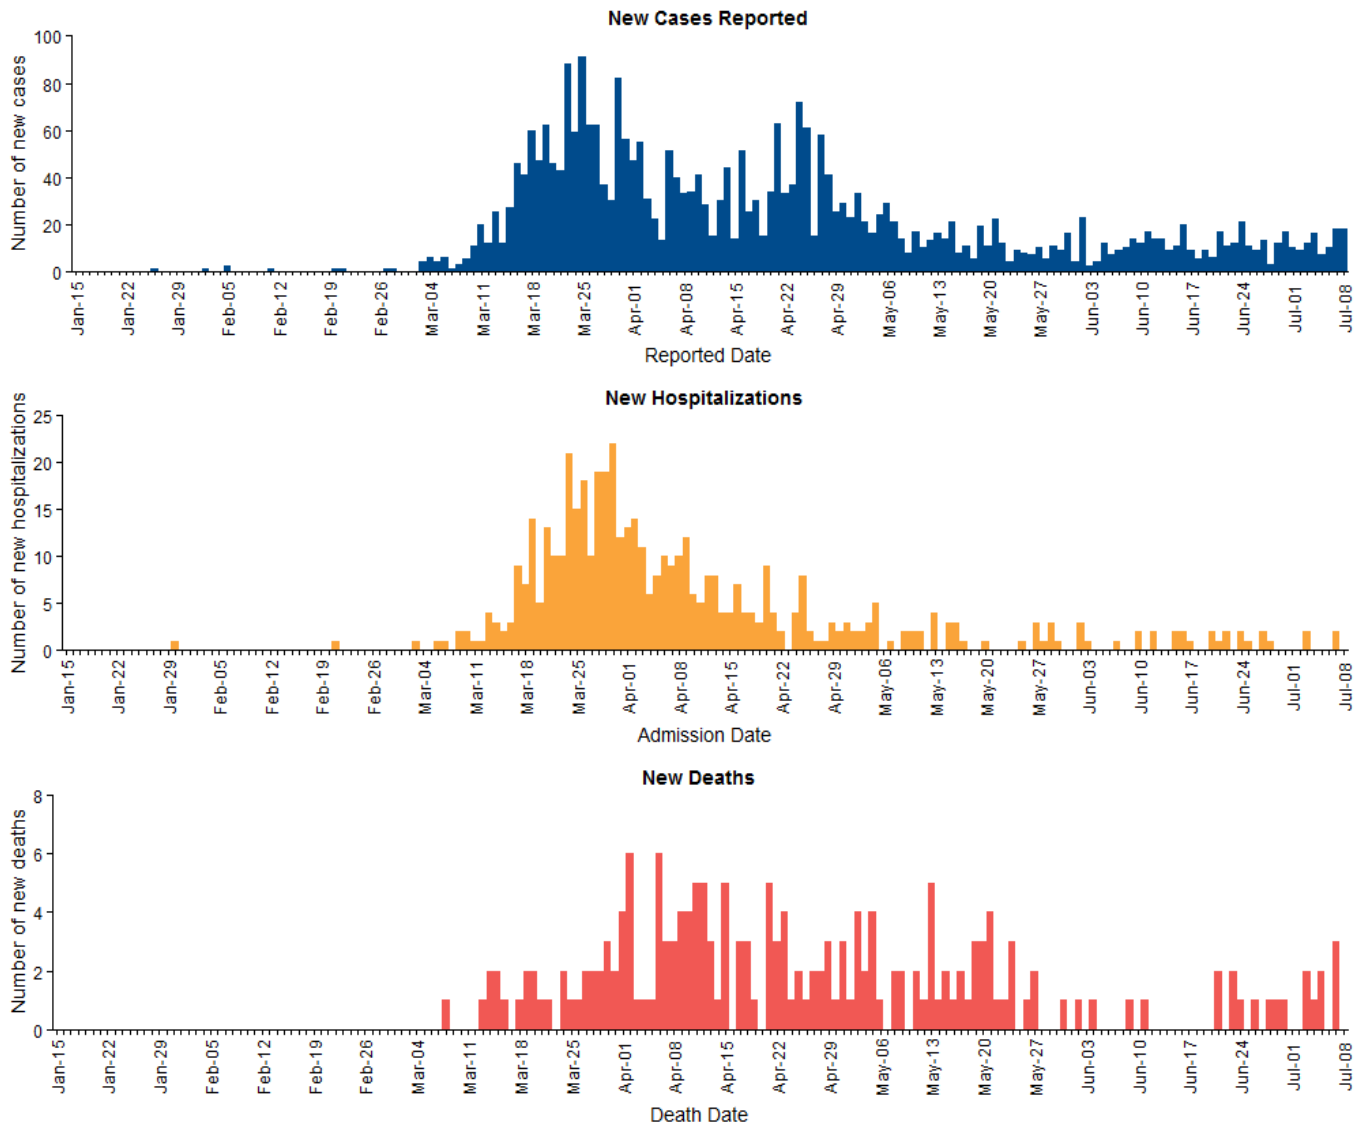 New Cases Reported
Number of new cases
100
80
60
40
20
0
Jan-15 Jan-22 Jan-29 Feb-05 Feb-12 Feb-19 Feb-26 Mar-04 Mar-11 Mar-18 Mar-25 Apr-01 Apr-08 Apr-15 Apr-22 Apr-29 May-06 May-13 May-20 May-27 Jun-03 Jun-10 Jun-17 Jun-24 Jul-01 Jul-08
Reported Date
New Hospitalizations
Number of new hospitalizations
25
20
15
10
5
0
Jan-15 Jan-22 Jan-29 Feb-05 Feb-12 Feb-19 Feb-26 Mar-04 Mar-11 Mar-18 Mar-25 Apr-01 Apr-08 Apr-15 Apr-22 Apr-29 May-06 May-13 May-20 May-27 Jun-03 Jun-10 Jun-17 Jun-24 Jul-01 Jul-08
Admission Date
New Deaths
Number of new deaths
8
6
4
2
0
Jan-15 Jan-22 Jan-29 Feb-05 Feb-12 Feb-19 Feb-26 Mar-04 Mar-11 Mar-18 Mar-25 Apr-01 Apr-08 Apr-15 Apr-22 Apr-29 May-06 May-13 May-20 May-27 Jun-03 Jun-10 Jun-17 Jun-24 Jul-01 Jul-08
Death Date